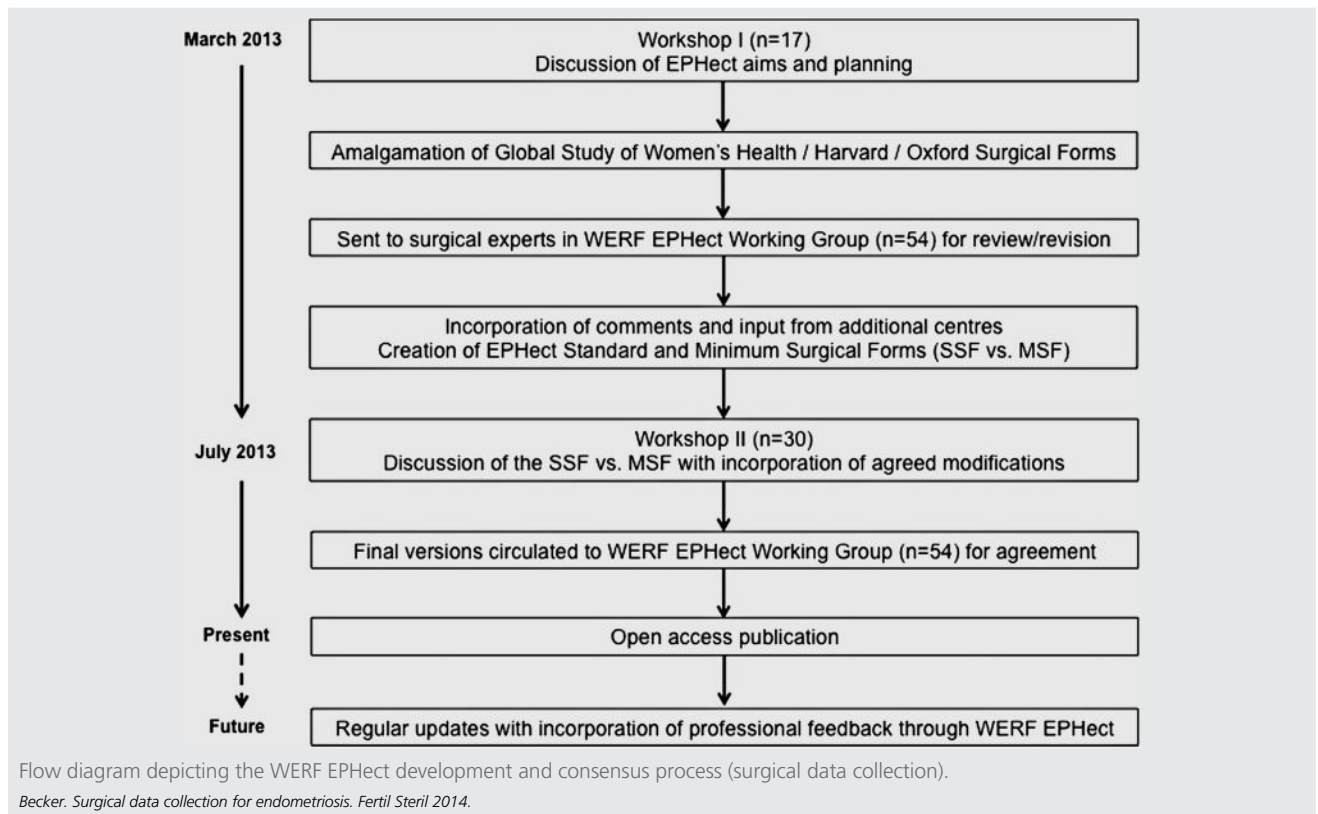 March 2013
Workshop I (n=17)
Discussion of EPHect aims and planning
Amalgamation of Global Study of Women's Health / Harvard / Oxford Surgical Forms
Sent to surgical experts in WERF EPHect Working Group (n=54) for review/revision
Incorporation of comments and input from additional centres
Creation of EPHect Standard and Minimum Surgical Forms (SSF vs. MSF)
July 2013
Workshop II (n=30)
Discussion of the SSF vs. MSF with incorporation of agreed modifications
Final versions circulated to WERF EPHect Working Group (n=54) for agreement
Present
Open access publication
Future
Regular updates with incorporation of professional feedback through WERF EPHect
Flow diagram depicting the WERF EPHect development and consensus process (surgical data collection).
Becker. Surgical data collection for endometriosis. Fertil Steril 2014.